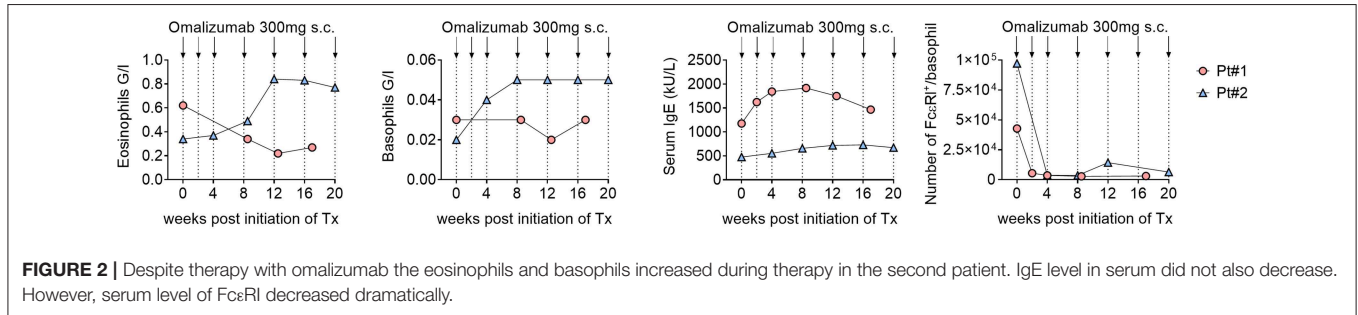 Omalizumab 300mg s.c. Omalizumab 300mg s.c. Omalizumab 300mg s.c. Omalizumab 300mg s.c.
Eosinophils G/l
1.0
0.8
0.6
0.4
0.2
0.0
0 4 8 12 16 20
weeks post initiation of Tx
Basophils G/l
0.06
0.04
0.02
0.00
0 4 8 12 16 20
weeks post initiation of Tx
Serum IgE (kU/L)
2500
2000
1500
1000
500
0
0 4 8 12 16 20
weeks post initiation of Tx
Number of FcεRI⁺/basophil
1×10⁵
7.5×10⁴
5×10⁴
2.5×10⁴
0
0 4 8 12 16 20
weeks post initiation of Tx
Pt#1
Pt#2
FIGURE 2 | Despite therapy with omalizumab the eosinophils and basophils increased during therapy in the second patient. IgE level in serum did not also decrease.
However, serum level of FcεRI decreased dramatically.